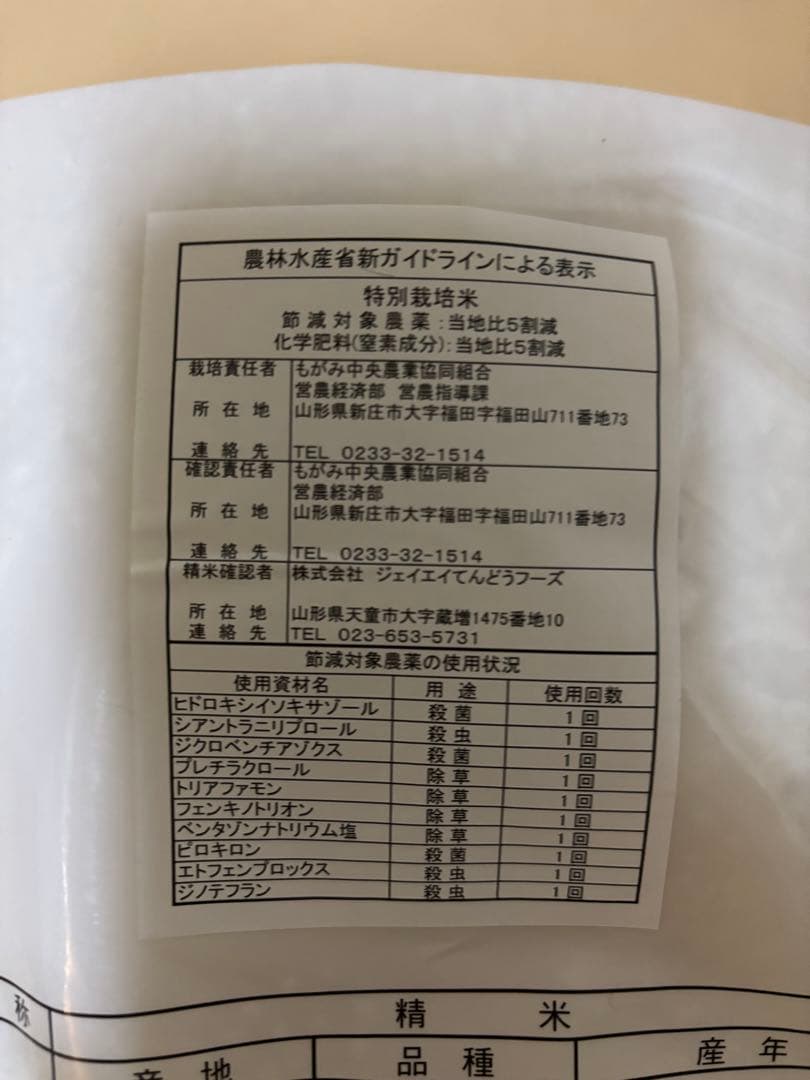 農林水産省新ガイドラインによる表示
特別栽培米
節減対象農薬:当地比5割減
化学肥料(窒素成分):当地比5割減
栽培責任者 もがみ中央農業協同組合
営農経済部 営農指導課
所在地 山形県新庄市大字福田字福田山711番地73
連絡先 TEL 0233-32-1514
確認責任者 もがみ中央農業協同組合
営農経済部
所在地 山形県新庄市大字福田字福田山711番地73
連絡先 TEL 0233-32-1514
精米確認者 株式会社 ジェイエイてんどうフーズ
所在地 山形県天童市大字蔵増1475番地10
連絡先 TEL 023-653-5731
節減対象農薬の使用状況
使用資材名 用途 使用回数
ヒドロキシイソキサゾール 殺菌 1回
シアントラニリプロール 殺虫 1回
ジクロベンチアゾクス 殺菌 1回
プレチラクロール 除草 1回
トリアファモン 除草 1回
フェンキノトリオン 除草 1回
ベンタゾンナトリウム塩 除草 1回
ピロキロン 殺菌 1回
エトフェンプロックス 殺虫 1回
ジノテフラン 殺虫 1回
称 精米
産地 品種 産年